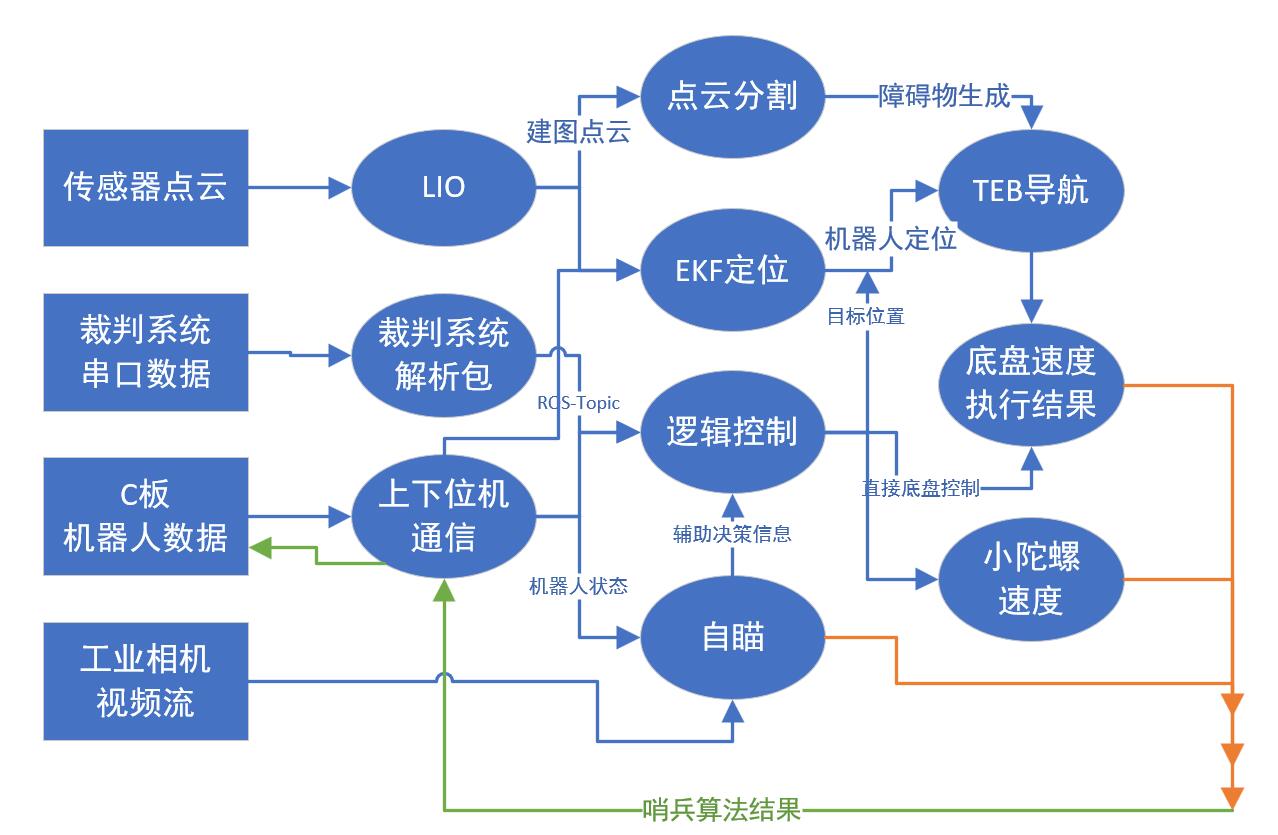 点云分割
障碍物生成
建图点云
传感器点云
LIO
TEB导航
机器人定位
EKF定位
目标位置
裁判系统
串口数据
裁判系统
解析包
ROS-Topic
逻辑控制
底盘速度
执行结果
直接底盘控制
C板
机器人数据
上下位机
通信
辅助决策信息
小陀螺
速度
机器人状态
自瞄
工业相机
视频流
哨兵算法结果